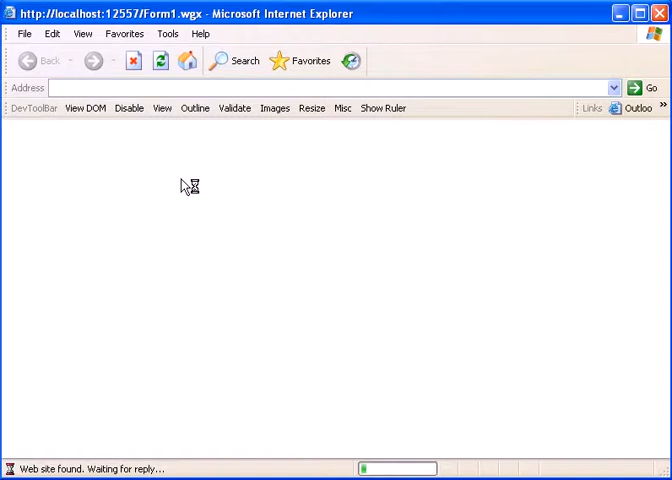 http://localhost:12557/Form1.wgx - Microsoft Internet Explorer
File Edit View Favorites Tools Help
Back Search Favorites
Address Go
DevToolBar View DOM Disable View Outline Validate Images Resize Misc Show Ruler Links Outloo »
Web site found. Waiting for reply...